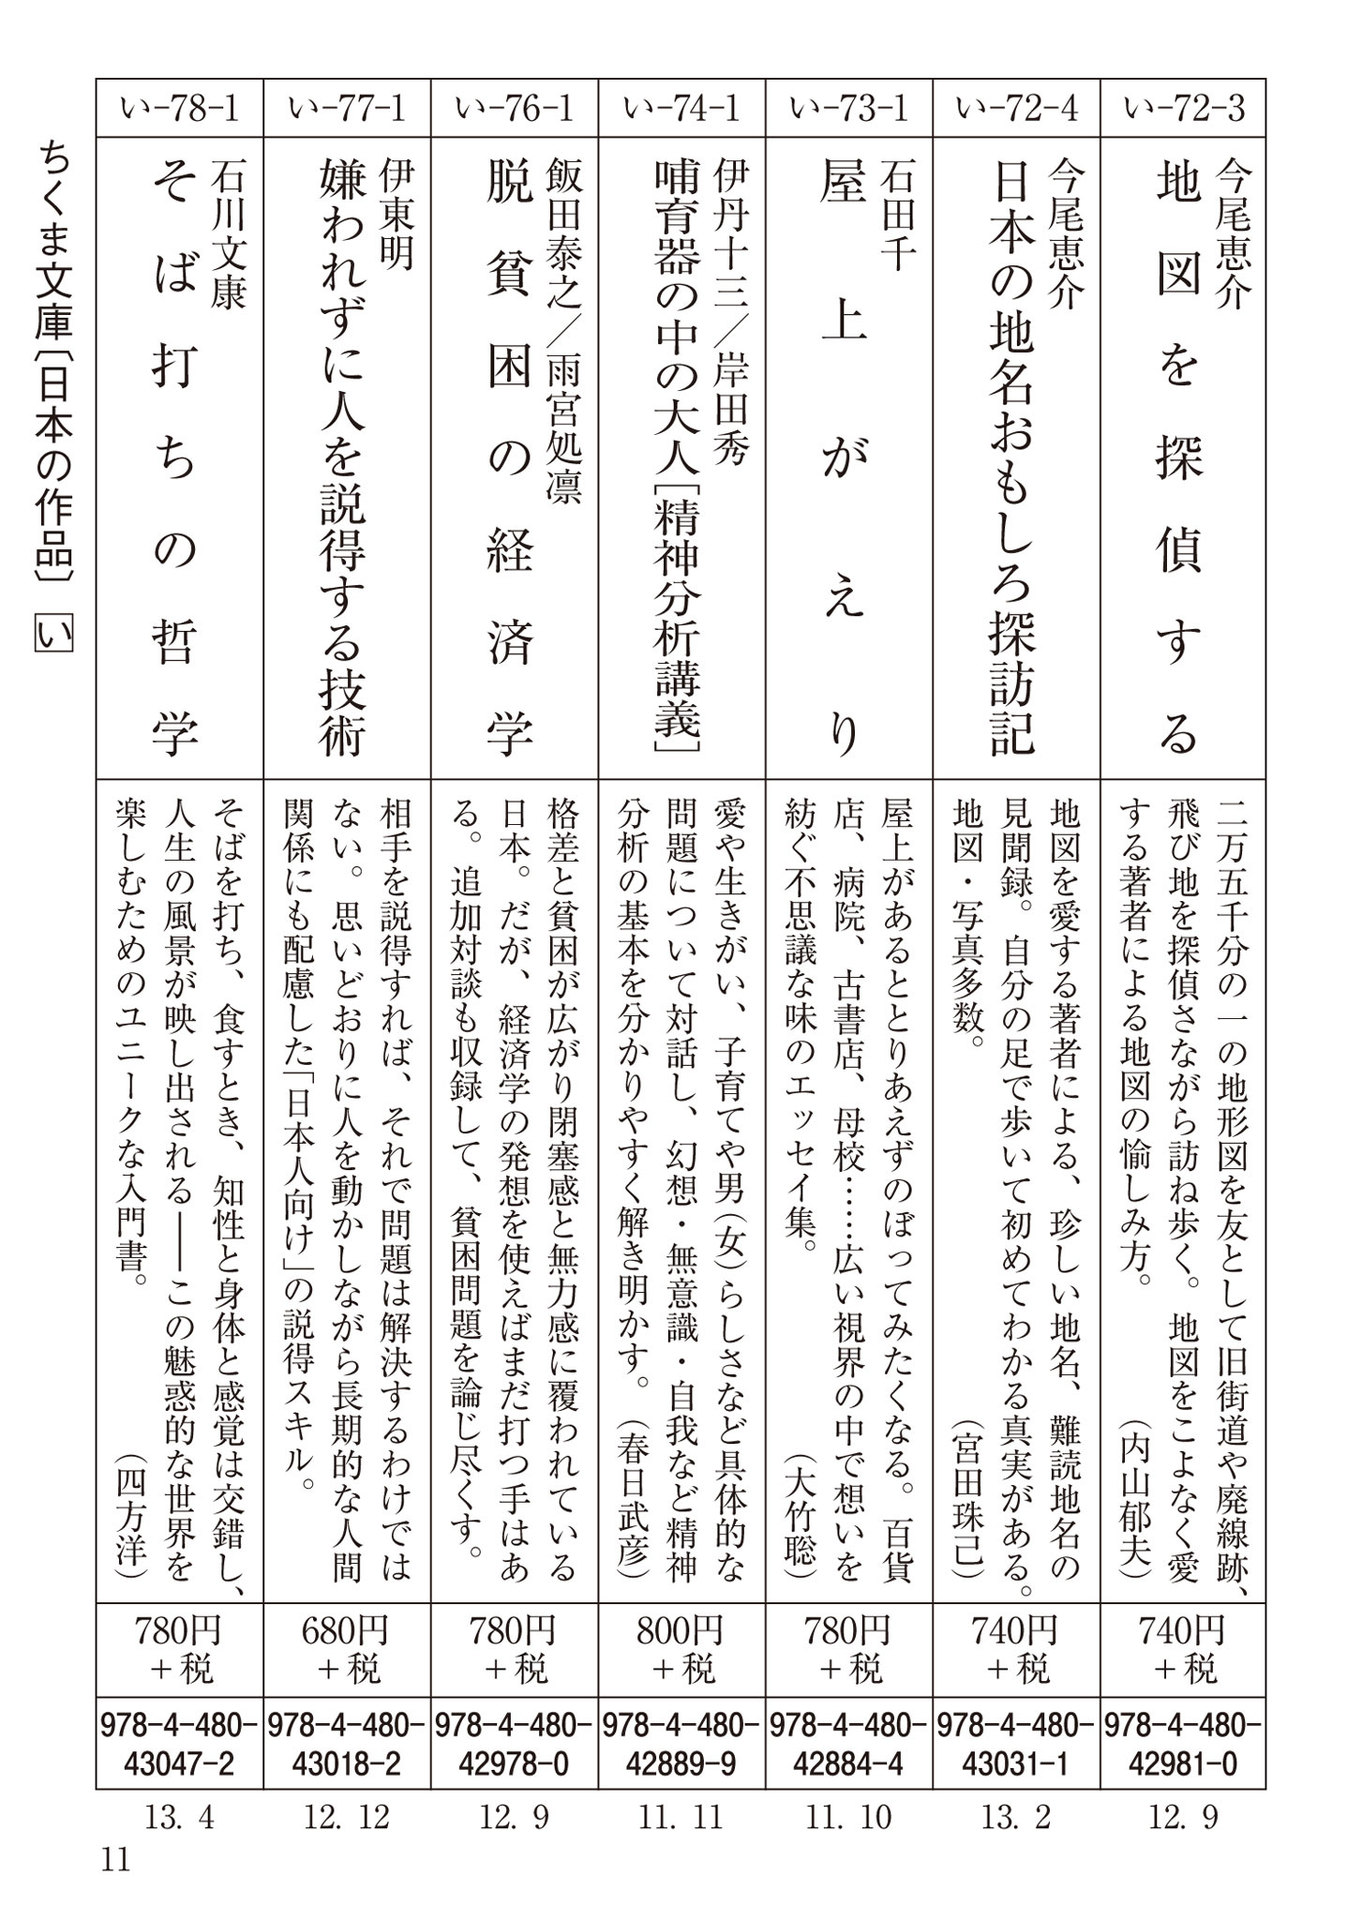 い-72-3
今尾恵介
地図を探偵する
二万五千分の一の地形図を友として旧街道や廃線跡、
飛び地を探偵さながら訪ね歩く。地図をこよなく愛
する著者による地図の愉しみ方。（内山郁夫）
740円
＋税
978-4-480-
42981-0
12. 9
い-72-4
今尾恵介
日本の地名おもしろ探訪記
地図を愛する著者による、珍しい地名、難読地名の
見聞録。自分の足で歩いて初めてわかる真実がある。
地図・写真多数。（宮田珠己）
740円
＋税
978-4-480-
43031-1
13. 2
い-73-1
石田千
屋上がえり
屋上があるととりあえずのぼってみたくなる。百貨
店、病院、古書店、母校……広い視界の中で想いを
紡ぐ不思議な味のエッセイ集。（大竹聡）
780円
＋税
978-4-480-
42884-4
11. 10
い-74-1
伊丹十三／岸田秀
哺育器の中の大人［精神分析講義］
愛や生きがい、子育てや男（女）らしさなど具体的な
問題について対話し、幻想・無意識・自我など精神
分析の基本を分かりやすく解き明かす。（春日武彦）
800円
＋税
978-4-480-
42889-9
11. 11
い-76-1
飯田泰之／雨宮処凛
脱貧困の経済学
格差と貧困が広がり閉塞感と無力感に覆われている
日本。だが、経済学の発想を使えばまだ打つ手はあ
る。追加対談も収録して、貧困問題を論じ尽くす。
780円
＋税
978-4-480-
42978-0
12. 9
い-77-1
伊東明
嫌われずに人を説得する技術
相手を説得すれば、それで問題は解決するわけでは
ない。思いどおりに人を動かしながら長期的な人間
関係にも配慮した「日本人向け」の説得スキル。
680円
＋税
978-4-480-
43018-2
12. 12
い-78-1
石川文康
そば打ちの哲学
そばを打ち、食すとき、知性と身体と感覚は交錯し、
人生の風景が映し出される――この魅惑的な世界を
楽しむためのユニークな入門書。（四方洋）
780円
＋税
978-4-480-
43047-2
13. 4
ちくま文庫〔日本の作品〕 い
11